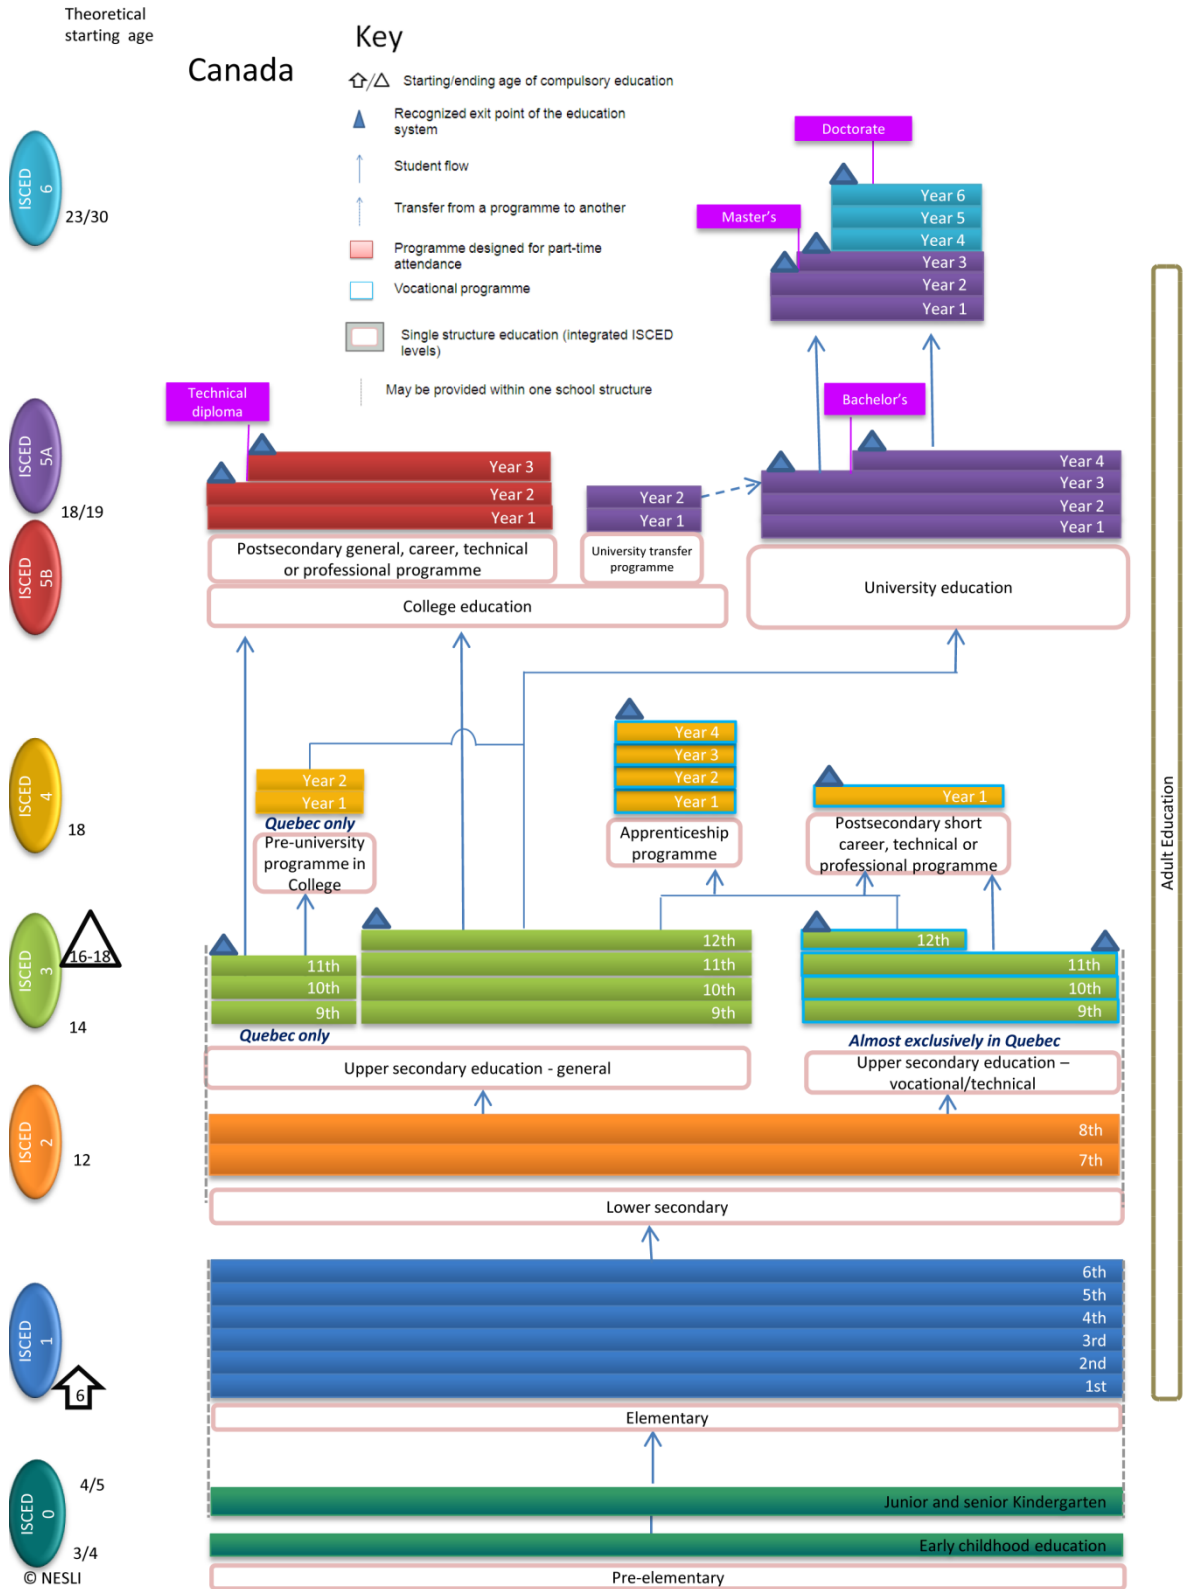 Theoretical
starting age
Canada
Key
Starting/ending age of compulsory education
Recognized exit point of the education
system
Student flow
Transfer from a programme to another
Programme designed for part-time
attendance
Vocational programme
Single structure education (integrated ISCED
levels)
May be provided within one school structure
ISCED
6
23/30
Doctorate
Year 6
Year 5
Year 4
Master's
Year 3
Year 2
Year 1
ISCED
5A
18/19
ISCED
5B
Technical
diploma
Year 3
Year 2
Year 1
Postsecondary general, career, technical
or professional programme
Year 2
Year 1
University transfer
programme
College education
Bachelor's
Year 4
Year 3
Year 2
Year 1
University education
ISCED
4
18
Year 2
Year 1
Quebec only
Pre-university
programme in
College
Year 4
Year 3
Year 2
Year 1
Apprenticeship
programme
Year 1
Postsecondary short
career, technical or
professional programme
Adult Education
ISCED
3
16-18
14
11th
10th
9th
Quebec only
12th
11th
10th
9th
Upper secondary education - general
12th
11th
10th
9th
Almost exclusively in Quebec
Upper secondary education –
vocational/technical
ISCED
2
12
8th
7th
Lower secondary
ISCED
1
6
6th
5th
4th
3rd
2nd
1st
Elementary
ISCED
0
4/5
3/4
Junior and senior Kindergarten
Early childhood education
Pre-elementary
© NESLI